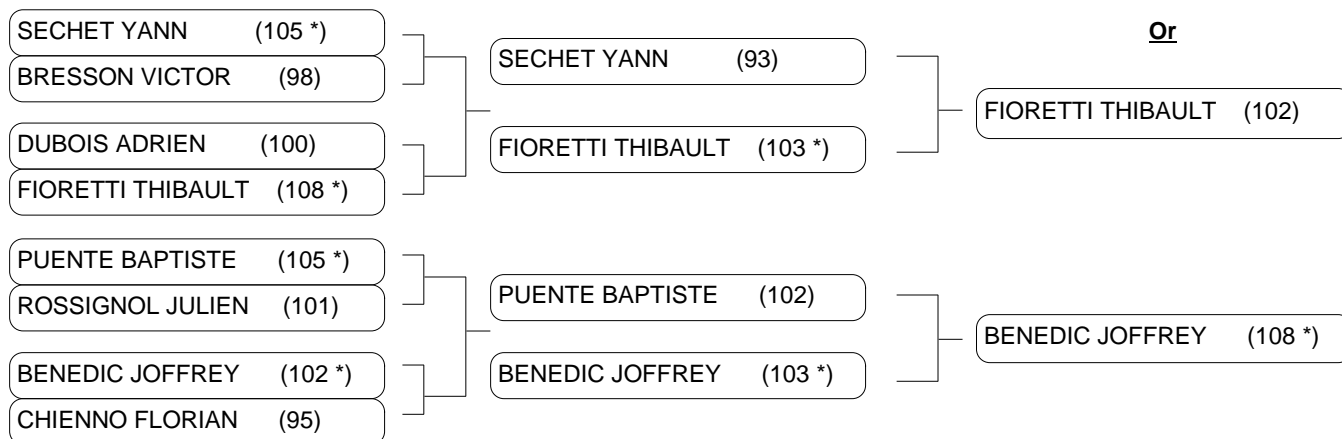 SECHET YANN (105 *)
BRESSON VICTOR (98)
DUBOIS ADRIEN (100)
FIORETTI THIBAULT (108 *)
PUENTE BAPTISTE (105 *)
ROSSIGNOL JULIEN (101)
BENEDIC JOFFREY (102 *)
CHIENNO FLORIAN (95)
SECHET YANN (93)
FIORETTI THIBAULT (103 *)
PUENTE BAPTISTE (102)
BENEDIC JOFFREY (103 *)
Or
FIORETTI THIBAULT (102)
BENEDIC JOFFREY (108 *)